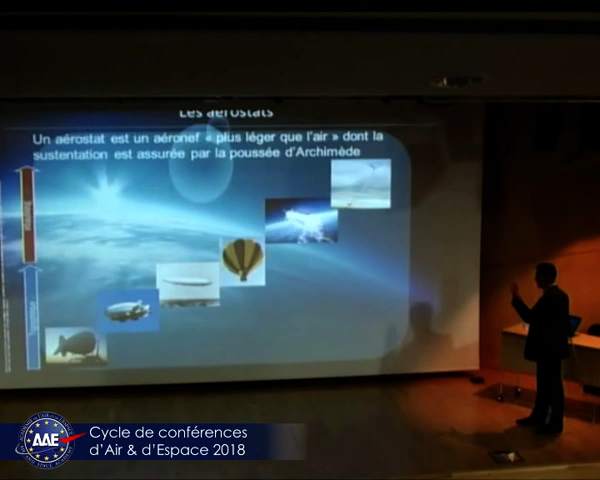 Les aérostats
Un aérostat est un aéronef « plus léger que l'air » dont la
sustentation est assurée par la poussée d'Archimède
AAE
Cycle de conférences
d'Air & d'Espace 2018